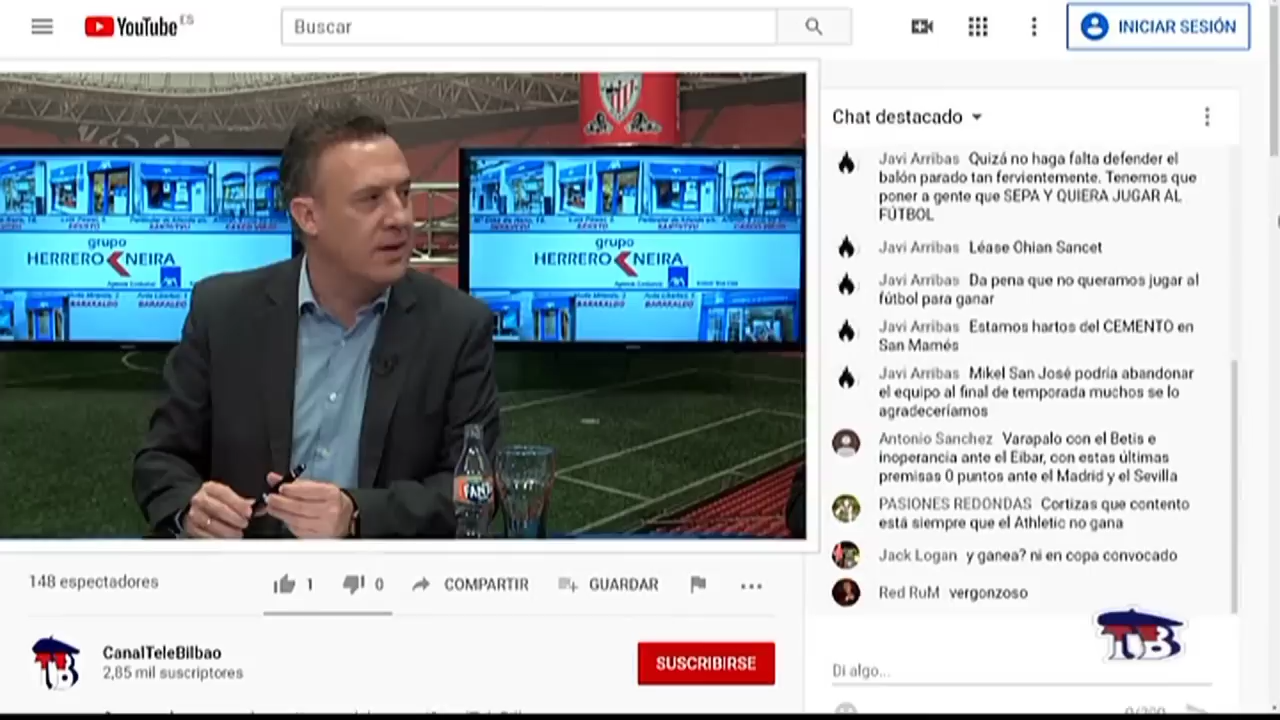 YouTube ES
Buscar
INICIAR SESIÓN
grupo
HERRERO NEIRA
AXA
BARAKALDO
BARAKALDO
grupo
HERRERO NEIRA
AXA
BARAKALDO
BARAKALDO
FANTA
148 espectadores
1
0
COMPARTIR
GUARDAR
CanalTeleBilbao
2,85 mil suscriptores
SUSCRIBIRSE
Chat destacado
Javi Arribas Quizá no haga falta defender el
balón parado tan fervientemente. Tenemos que
poner a gente que SEPA Y QUIERA JUGAR AL
FÚTBOL
Javi Arribas Léase Ohian Sancet
Javi Arribas Da pena que no queramos jugar al
fútbol para ganar
Javi Arribas Estamos hartos del CEMENTO en
San Mamés
Javi Arribas Mikel San José podría abandonar
el equipo al final de temporada muchos se lo
agradeceríamos
Antonio Sanchez Varapalo con el Betis e
inoperancia ante el Eibar, con estas últimas
premisas 0 puntos ante el Madrid y el Sevilla
PASIONES REDONDAS Cortizas que contento
está siempre que el Athletic no gana
Jack Logan y ganea? ni en copa convocado
Red RuM vergonzoso
TB
Di algo...
0/200